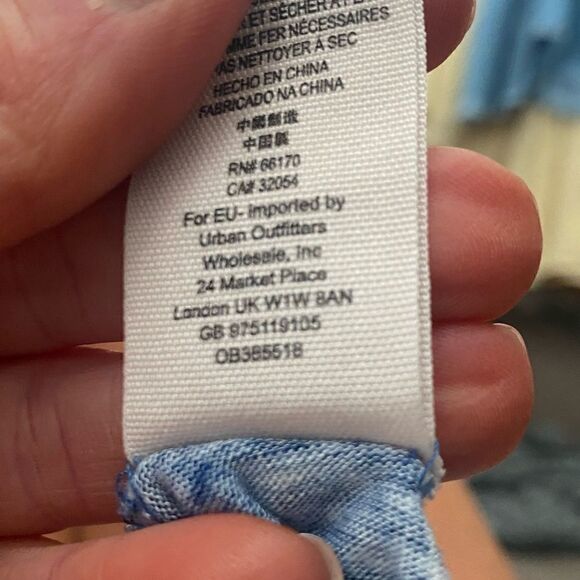 ET SÉCHER À
FER NÉCESSAIRES
PAS NETTOYER À SEC
HECHO EN CHINA
FABRICADO NA CHINA
中國製造
中国製
RN# 66170
CA# 32054
For EU- imported by
Urban Outfitters
Wholesale, Inc
24 Market Place
London UK W1W 8AN
GB 975119105
OB385518